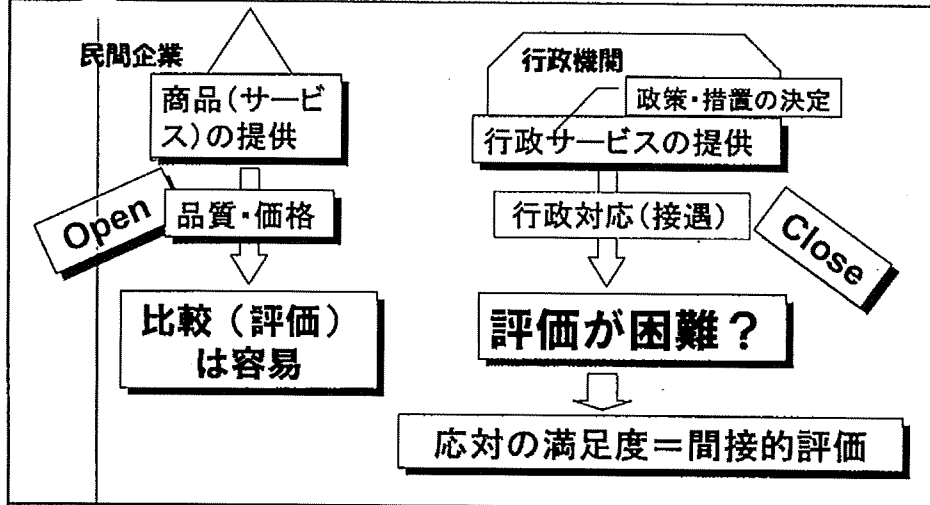 民間企業
商品(サービ
ス)の提供
Open
品質・価格
比較(評価)
は容易
行政機関
政策・措置の決定
行政サービスの提供
行政対応(接遇)
Close
評価が困難?
応対の満足度=間接的評価